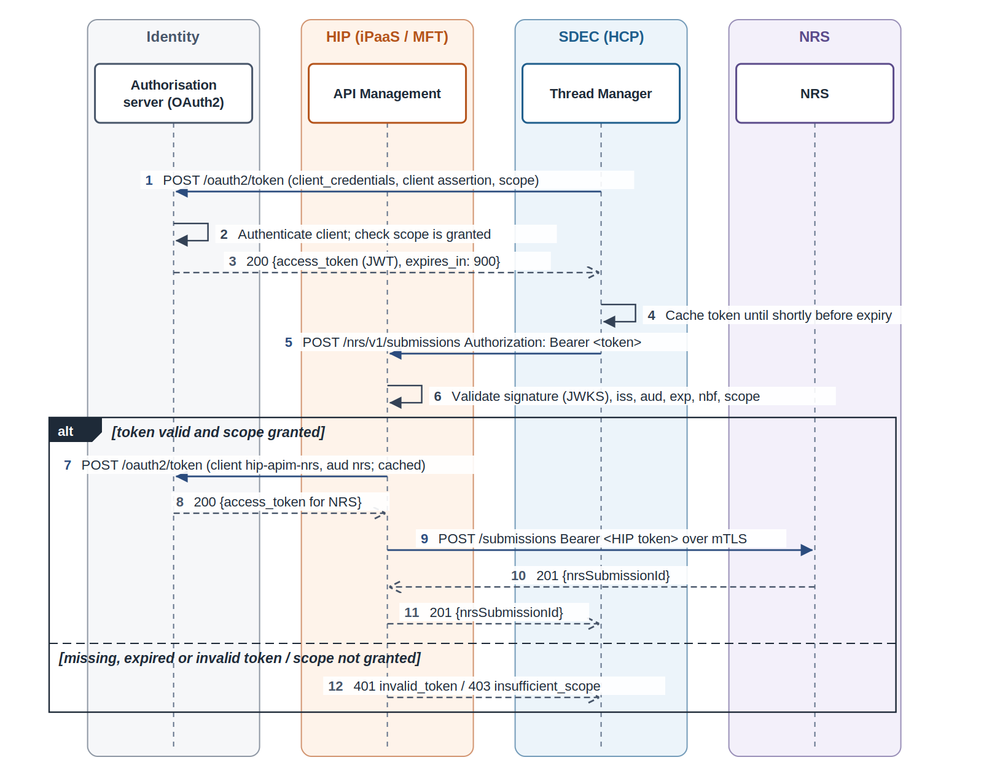 Identity
HIP (iPaaS / MFT)
SDEC (HCP)
NRS
Authorisation
server (OAuth2)
API Management
Thread Manager
NRS
1 POST /oauth2/token (client_credentials, client assertion, scope)
2 Authenticate client; check scope is granted
3 200 {access_token (JWT), expires_in: 900}
4 Cache token until shortly before expiry
5 POST /nrs/v1/submissions Authorization: Bearer <token>
6 Validate signature (JWKS), iss, aud, exp, nbf, scope
alt [token valid and scope granted]
7 POST /oauth2/token (client hip-apim-nrs, aud nrs; cached)
8 200 {access_token for NRS}
9 POST /submissions Bearer <HIP token> over mTLS
10 201 {nrsSubmissionId}
11 201 {nrsSubmissionId}
[missing, expired or invalid token / scope not granted]
12 401 invalid_token / 403 insufficient_scope